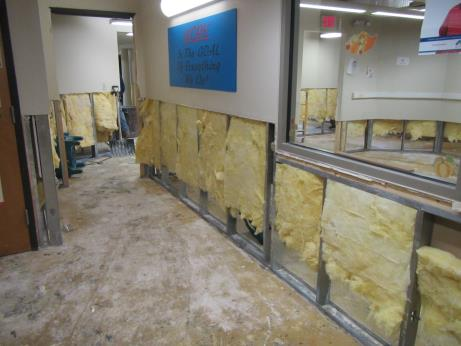 Is The GOAL
Of Everything
We Do!
EXIT